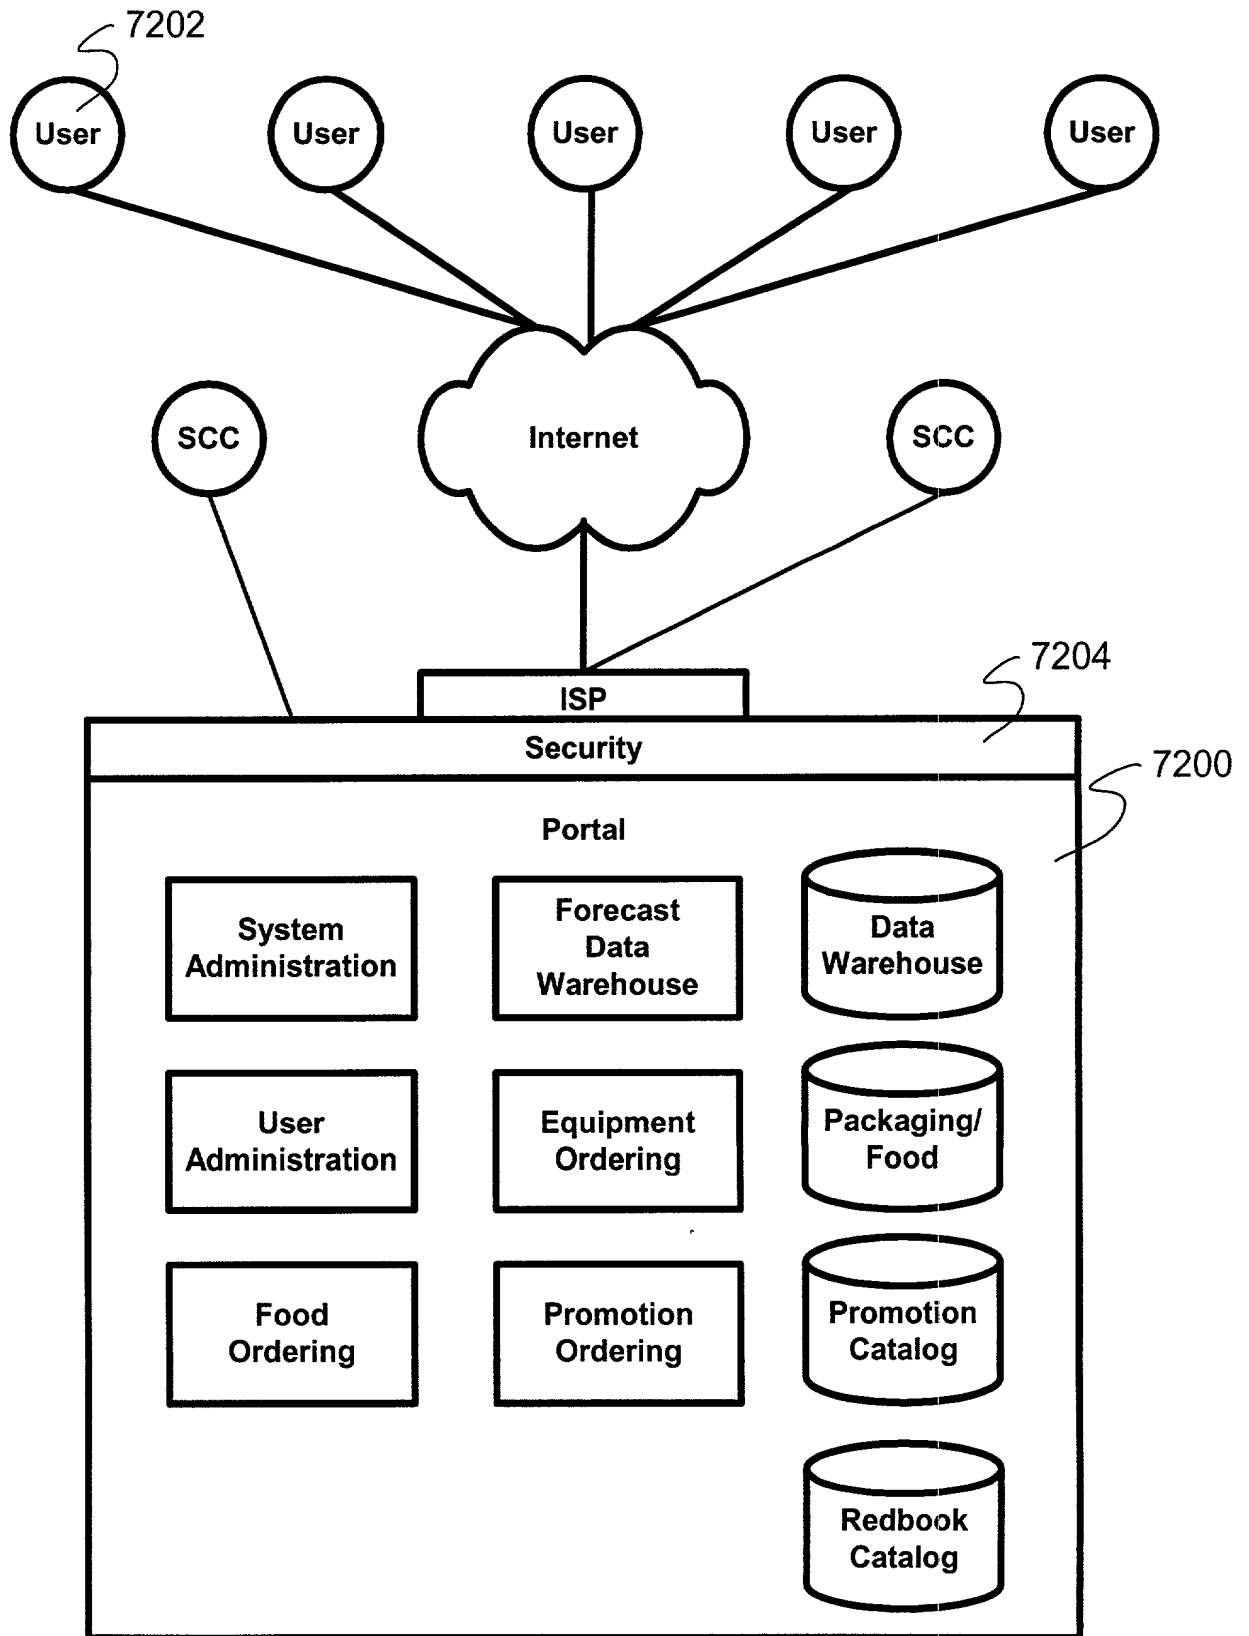 7202
User
User
User
User
User
SCC
Internet
SCC
7204
ISP
Security
7200
Portal
System
Administration
Forecast
Data
Warehouse
Data
Warehouse
User
Administration
Equipment
Ordering
Packaging/
Food
Food
Ordering
Promotion
Ordering
Promotion
Catalog
Redbook
Catalog